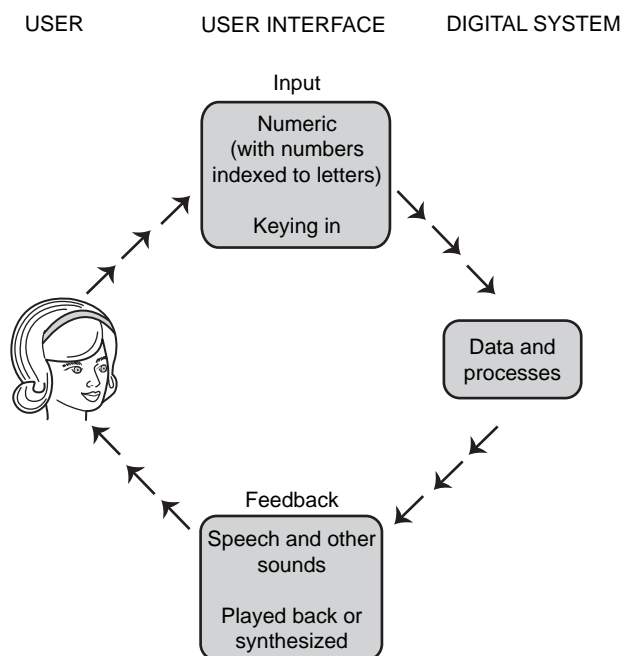 USER USER INTERFACE DIGITAL SYSTEM
Input
Numeric
(with numbers
indexed to letters)
Keying in
Data and
processes
Feedback
Speech and other
sounds
Played back or
synthesized